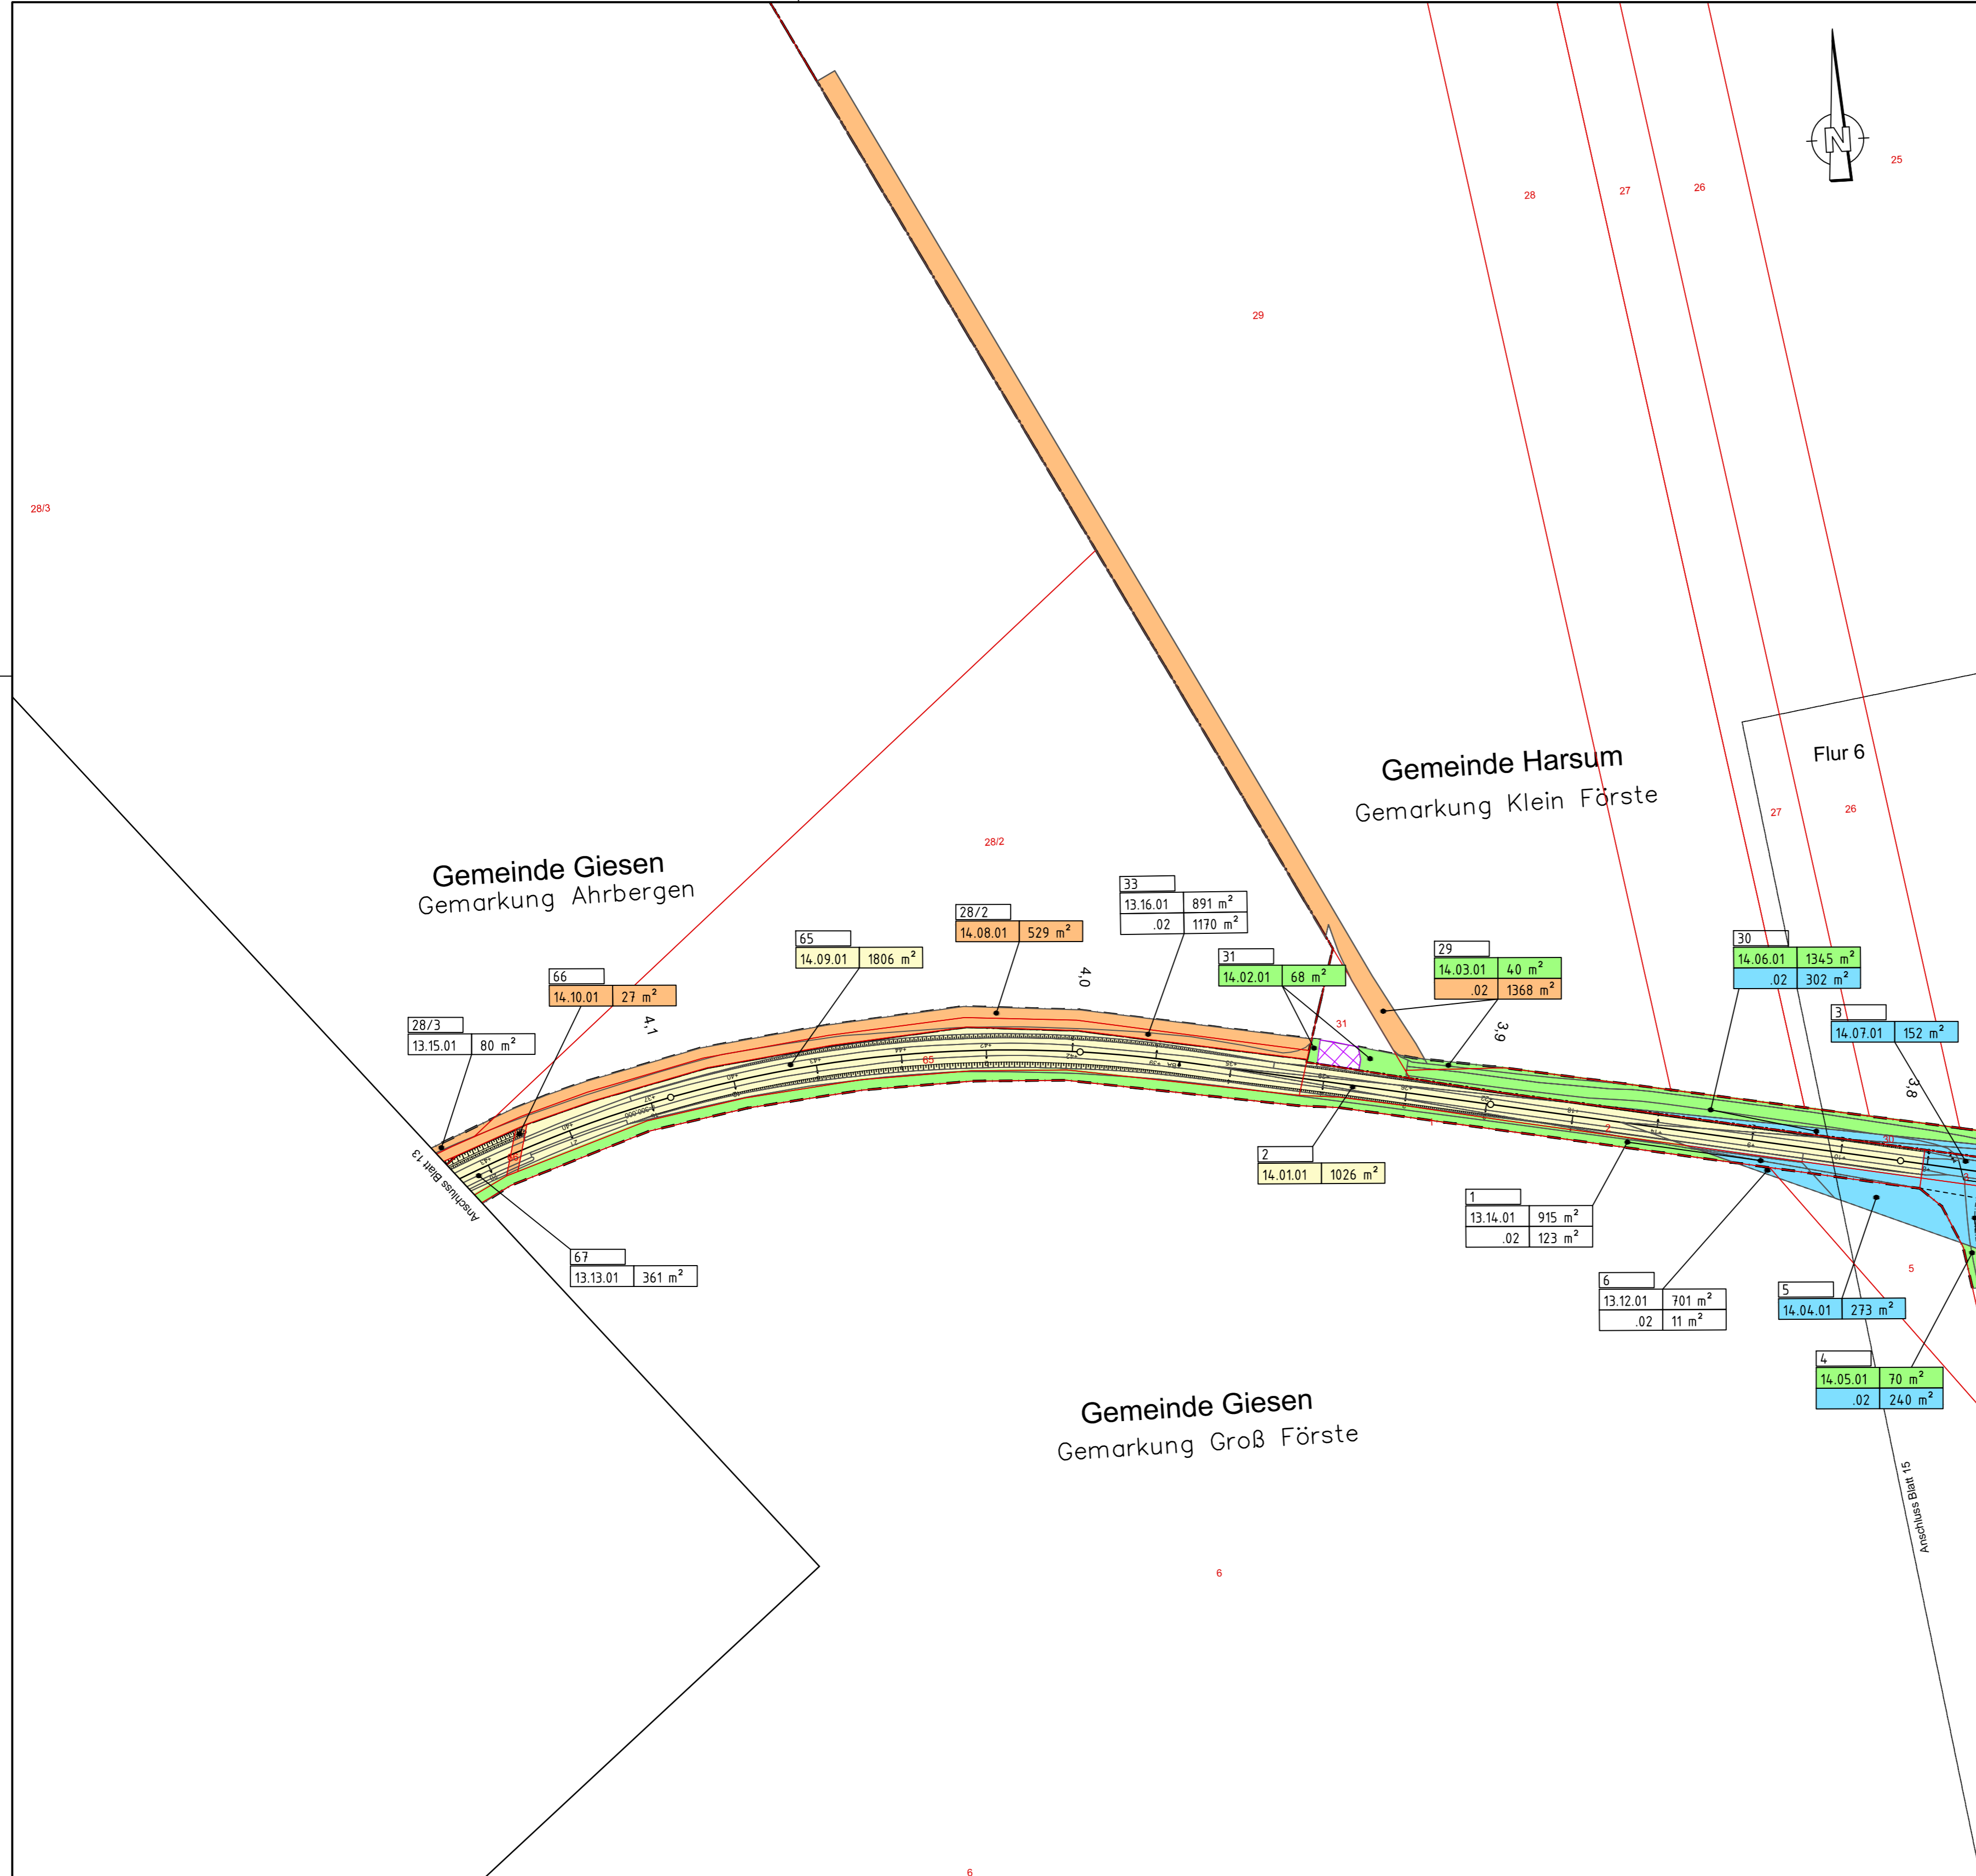 N
25
28
27
26
29
28/3
Flur 6
Gemeinde Harsum
Gemarkung Klein Förste
27
26
28/2
Gemeinde Giesen
Gemarkung Ahrbergen
33
13.16.01 891 m²
.02 1170 m²
28/2
14.08.01 529 m²
65
14.09.01 1806 m²
31
14.02.01 68 m²
29
14.03.01 40 m²
.02 1368 m²
30
14.06.01 1345 m²
.02 302 m²
66
14.10.01 27 m²
4,0
3
14.07.01 152 m²
28/3
13.15.01 80 m²
4,1
31
3,9
3,8
65
66
1
2
30
3
Anschluss Blatt 13
2
14.01.01 1026 m²
1
13.14.01 915 m²
.02 123 m²
67
13.13.01 361 m²
6
13.12.01 701 m²
.02 11 m²
5
5
14.04.01 273 m²
4
14.05.01 70 m²
.02 240 m²
Gemeinde Giesen
Gemarkung Groß Förste
Anschluss Blatt 15
6
6